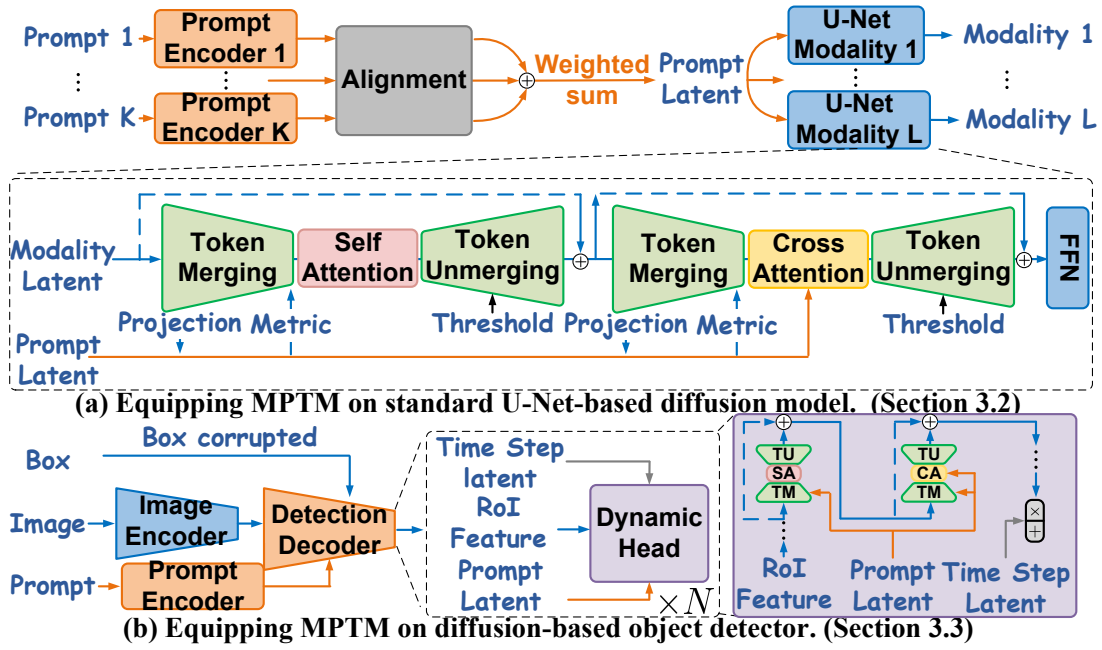 Prompt 1
Prompt
Encoder 1
Prompt K
Prompt
Encoder K
Alignment
Weighted
sum
Prompt
Latent
U-Net
Modality 1
U-Net
Modality L
Modality 1
Modality L
Modality
Latent
Token
Merging
Self
Attention
Token
Unmerging
Token
Merging
Cross
Attention
Token
Unmerging
FFN
Projection
Metric
Threshold
Projection
Metric
Threshold
Prompt
Latent
(a) Equipping MPTM on standard U-Net-based diffusion model. (Section 3.2)
Box corrupted
Box
Image
Image
Encoder
Detection
Decoder
Prompt
Prompt
Encoder
Time Step
latent
RoI
Feature
Prompt
Latent
Dynamic
Head
×N
TU
SA
TM
TU
CA
TM
×
+
RoI
Feature
Prompt
Latent
Time Step
Latent
(b) Equipping MPTM on diffusion-based object detector. (Section 3.3)